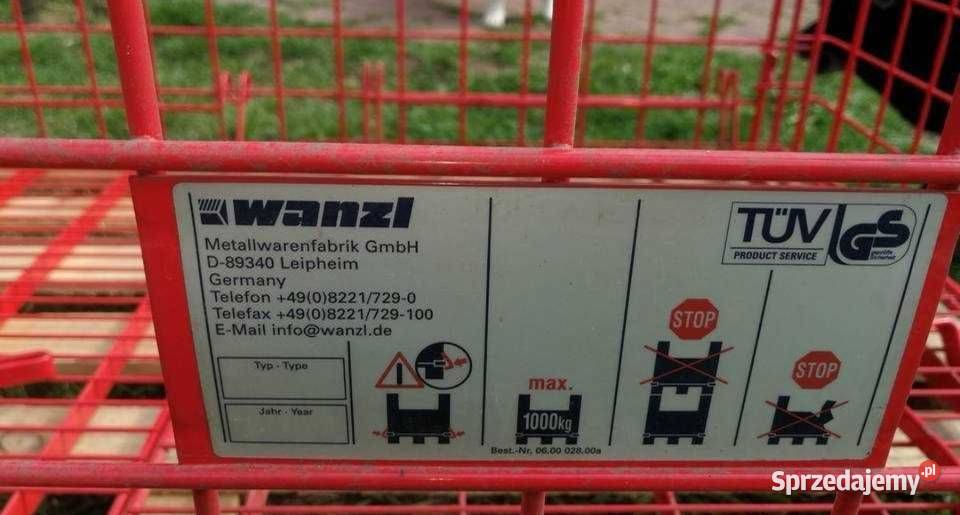 wanzl
Metallwarenfabrik GmbH
D-89340 Leipheim
Germany
Telefon +49(0)8221/729-0
Telefax +49(0)8221/729-100
E-Mail info@wanzl.de
Typ - Type
Jahr - Year
max.
1000kg
Best.-Nr. 06.00 028.00a
STOP
STOP
TÜV
PRODUCT SERVICE
GS
geprüfte
Sicherheit
Sprzedajemy.pl